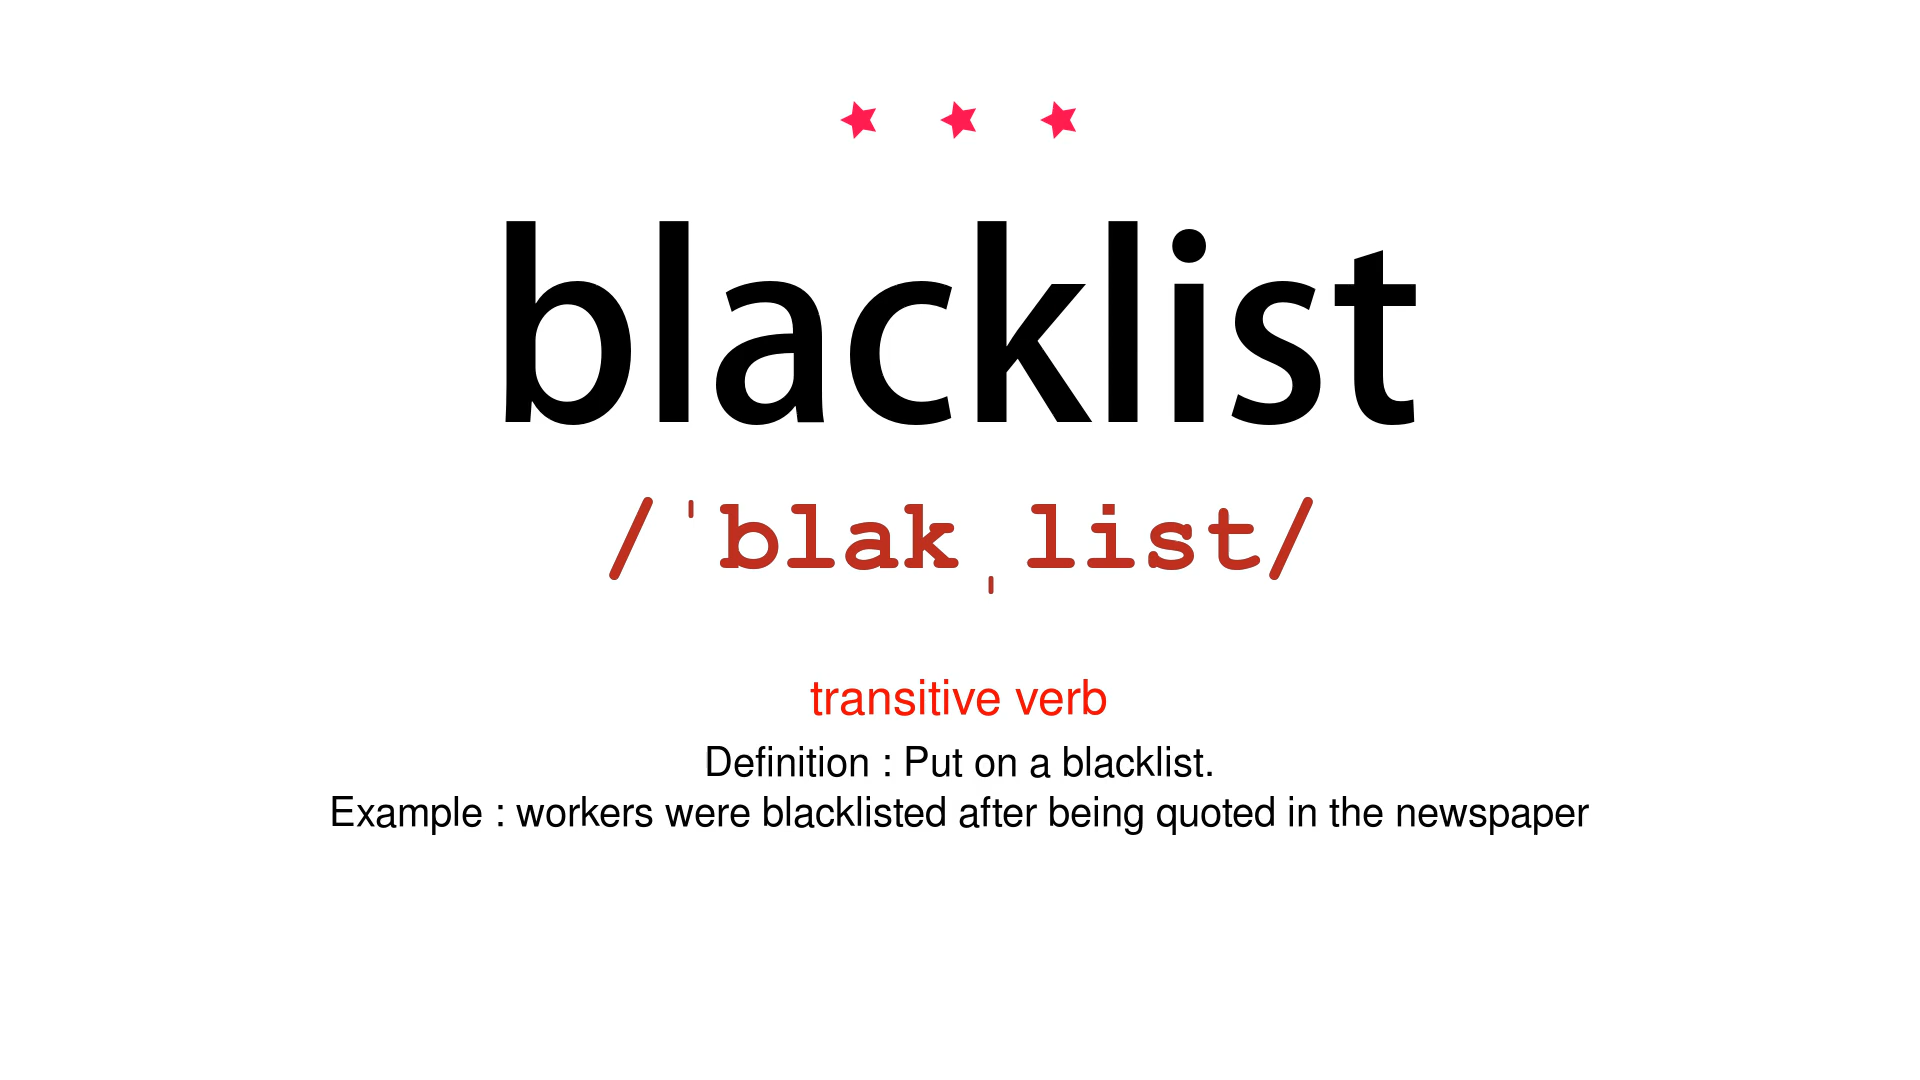 blacklist
/ˈblakˌlist/
transitive verb
Definition : Put on a blacklist.
Example : workers were blacklisted after being quoted in the newspaper